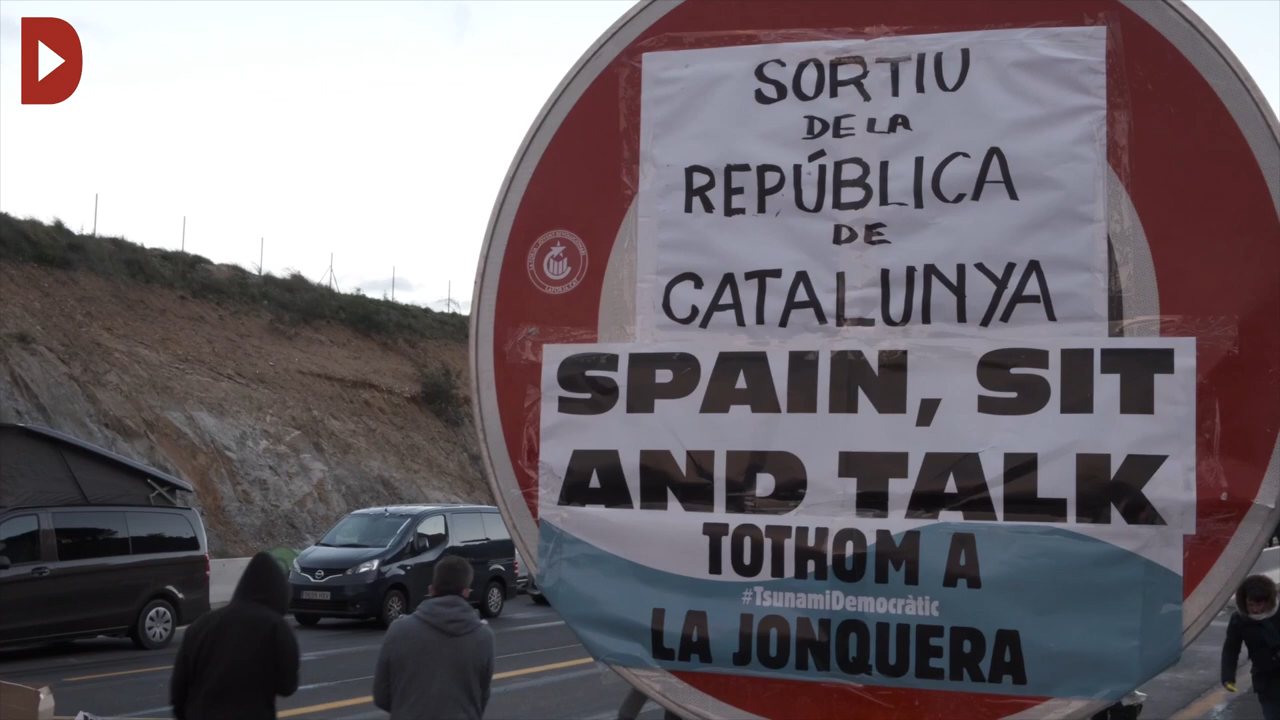 SORTIU
DE LA
REPÚBLICA
DE
CATALUNYA
SPAIN, SIT
AND TALK
TOTHOM A
#TsunamiDemocràtic
LA JONQUERA